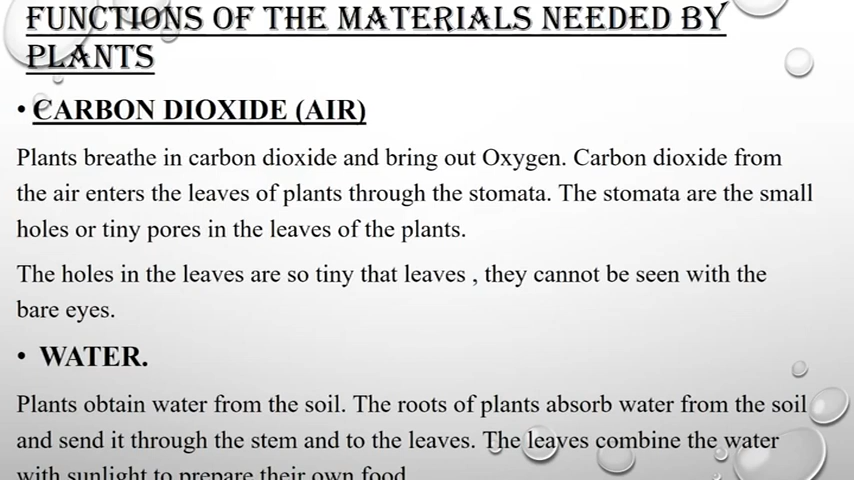 FUNCTIONS OF THE MATERIALS NEEDED BY
PLANTS
• CARBON DIOXIDE (AIR)
Plants breathe in carbon dioxide and bring out Oxygen. Carbon dioxide from
the air enters the leaves of plants through the stomata. The stomata are the small
holes or tiny pores in the leaves of the plants.
The holes in the leaves are so tiny that leaves , they cannot be seen with the
bare eyes.
• WATER.
Plants obtain water from the soil. The roots of plants absorb water from the soil
and send it through the stem and to the leaves. The leaves combine the water
with sunlight to prepare their own food